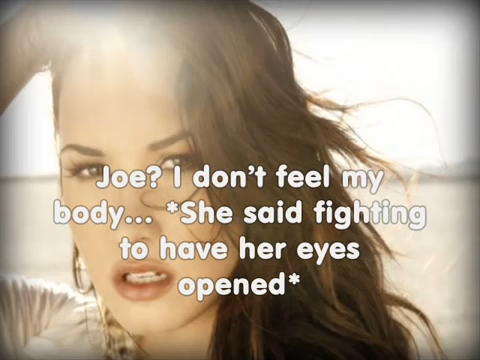 Joe? I don't feel my
body... *She said fighting
to have her eyes
opened*